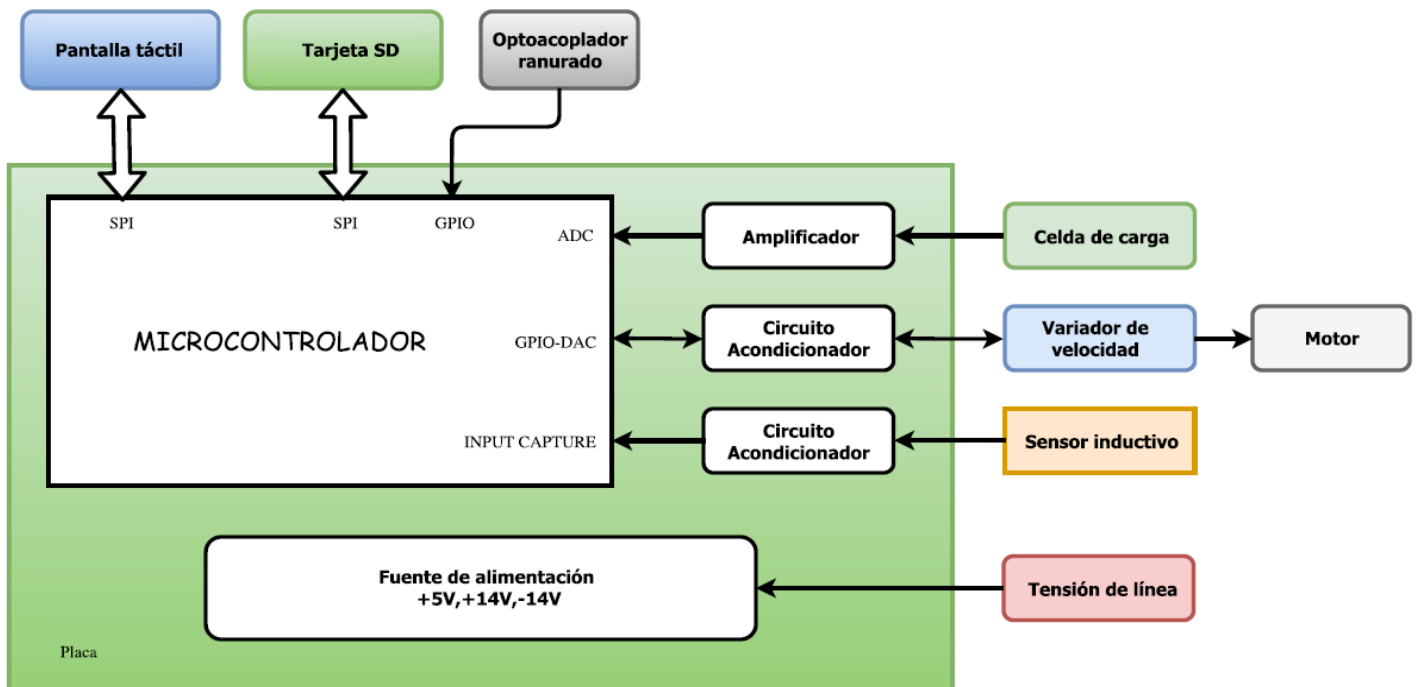 Pantalla táctil
Tarjeta SD
Optoacoplador
ranurado
SPI
SPI
GPIO
ADC
Amplificador
Celda de carga
MICROCONTROLADOR
GPIO-DAC
Circuito
Acondicionador
Variador de
velocidad
Motor
INPUT CAPTURE
Circuito
Acondicionador
Sensor inductivo
Fuente de alimentación
+5V,+14V,-14V
Tensión de línea
Placa